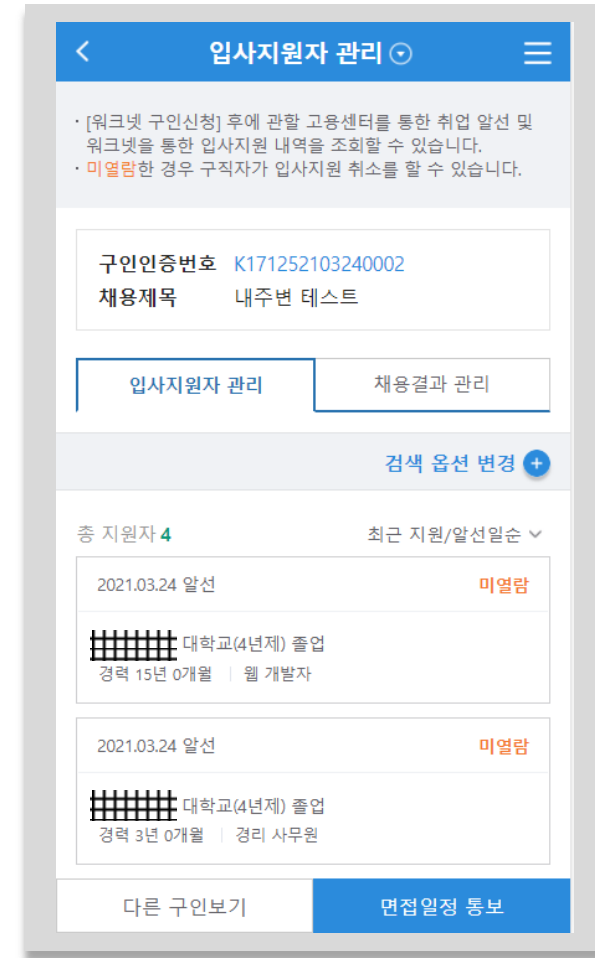 입사지원자 관리
· [워크넷 구인신청] 후에 관할 고용센터를 통한 취업 알선 및
워크넷을 통한 입사지원 내역을 조회할 수 있습니다.
· 미열람한 경우 구직자가 입사지원 취소를 할 수 있습니다.
구인인증번호 K171252103240002
채용제목 내주변 테스트
입사지원자 관리 채용결과 관리
검색 옵션 변경
총 지원자 4 최근 지원/알선일순
2021.03.24 알선 미열람
대학교(4년제) 졸업
경력 15년 0개월 | 웹 개발자
2021.03.24 알선 미열람
대학교(4년제) 졸업
경력 3년 0개월 | 경리 사무원
다른 구인보기 면접일정 통보